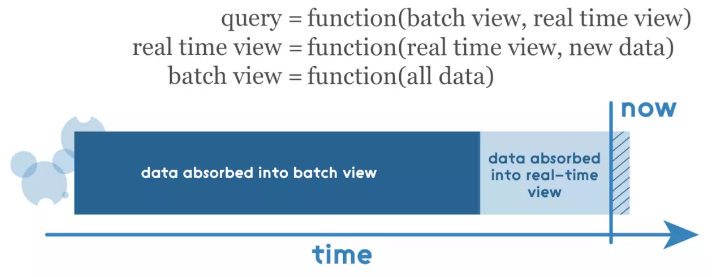 query = function(batch view, real time view)
real time view = function(real time view, new data)
batch view = function(all data)
now
data absorbed into batch view
data absorbed
into real-time
view
time